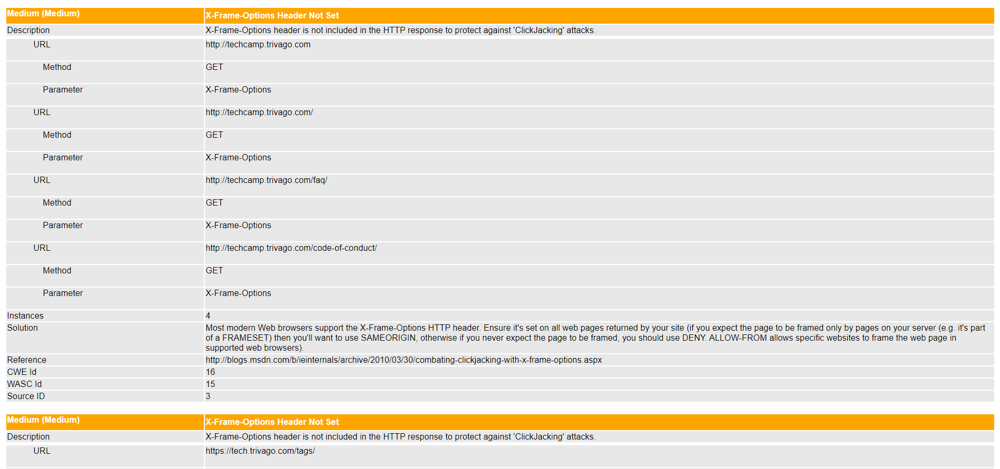 Medium (Medium) X-Frame-Options Header Not Set
Description X-Frame-Options header is not included in the HTTP response to protect against 'ClickJacking' attacks.
URL http://techcamp.trivago.com
Method GET
Parameter X-Frame-Options
URL http://techcamp.trivago.com/
Method GET
Parameter X-Frame-Options
URL http://techcamp.trivago.com/faq/
Method GET
Parameter X-Frame-Options
URL http://techcamp.trivago.com/code-of-conduct/
Method GET
Parameter X-Frame-Options
Instances 4
Solution Most modern Web browsers support the X-Frame-Options HTTP header. Ensure it's set on all web pages returned by your site (if you expect the page to be framed only by pages on your server (e.g. it's part
of a FRAMESET) then you'll want to use SAMEORIGIN, otherwise if you never expect the page to be framed, you should use DENY. ALLOW-FROM allows specific websites to frame the web page in
supported web browsers).
Reference http://blogs.msdn.com/b/ieinternals/archive/2010/03/30/combating-clickjacking-with-x-frame-options.aspx
CWE Id 16
WASC Id 15
Source ID 3
Medium (Medium) X-Frame-Options Header Not Set
Description X-Frame-Options header is not included in the HTTP response to protect against 'ClickJacking' attacks.
URL https://tech.trivago.com/tags/